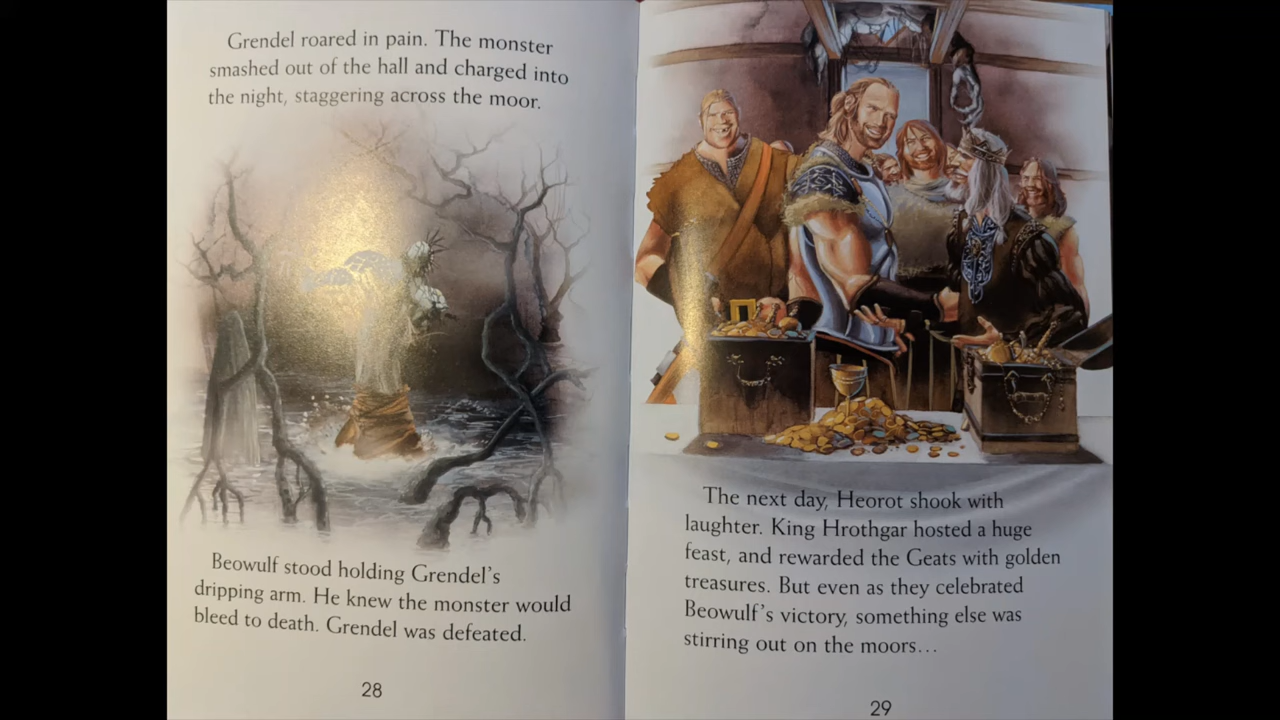 Grendel roared in pain. The monster
smashed out of the hall and charged into
the night, staggering across the moor.
Beowulf stood holding Grendel's
dripping arm. He knew the monster would
bleed to death. Grendel was defeated.
28
The next day, Heorot shook with
laughter. King Hrothgar hosted a huge
feast, and rewarded the Geats with golden
treasures. But even as they celebrated
Beowulf's victory, something else was
stirring out on the moors...
29